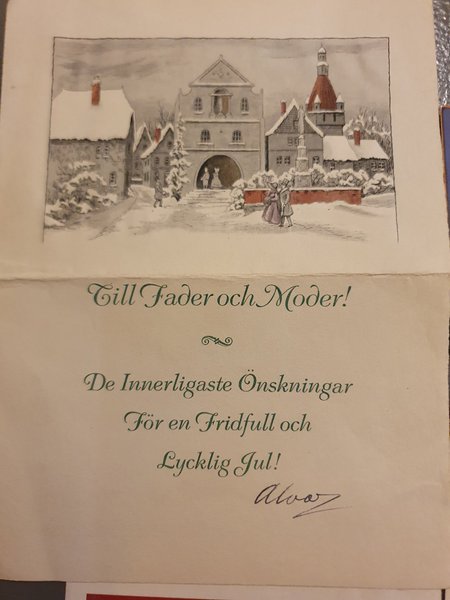 Till Fader och Moder!
De Innerligaste Önskningar
För en Fridfull och
Lycklig Jul!